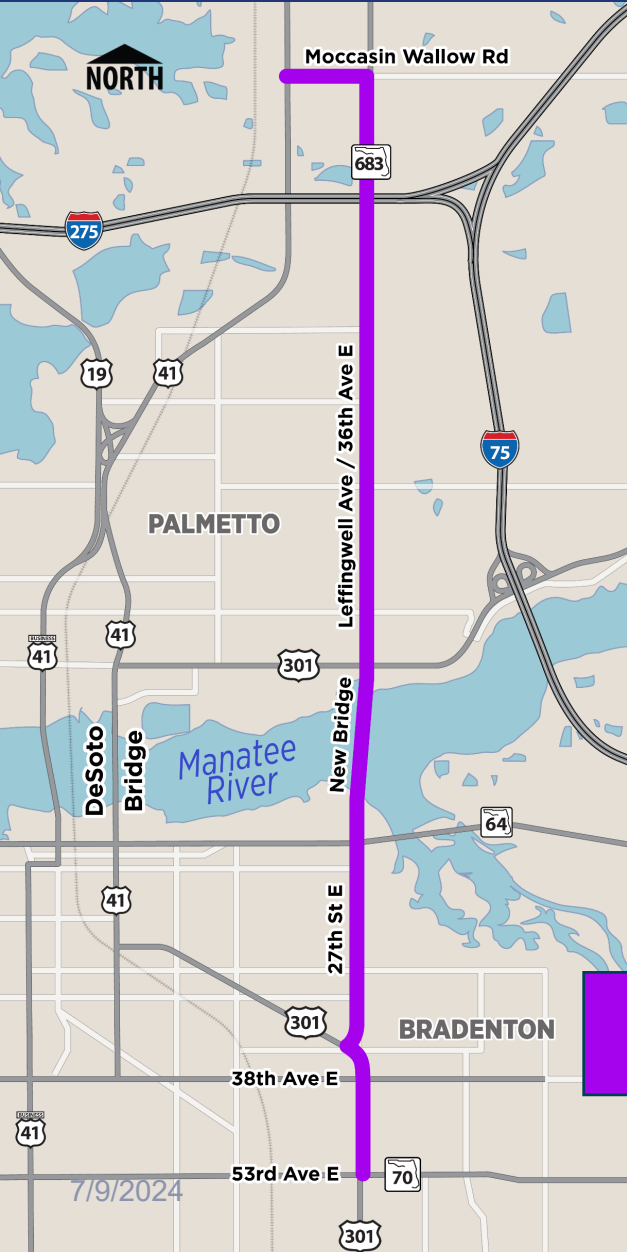 Moccasin Wallow Rd
NORTH
683
275
19
41
Leffingwell Ave / 36th Ave E
75
PALMETTO
41
BUSINESS
41
301
New Bridge
DeSoto
Bridge
Manatee
River
64
41
27th St E
301
BRADENTON
38th Ave E
BUSINESS
41
53rd Ave E
70
7/9/2024
301